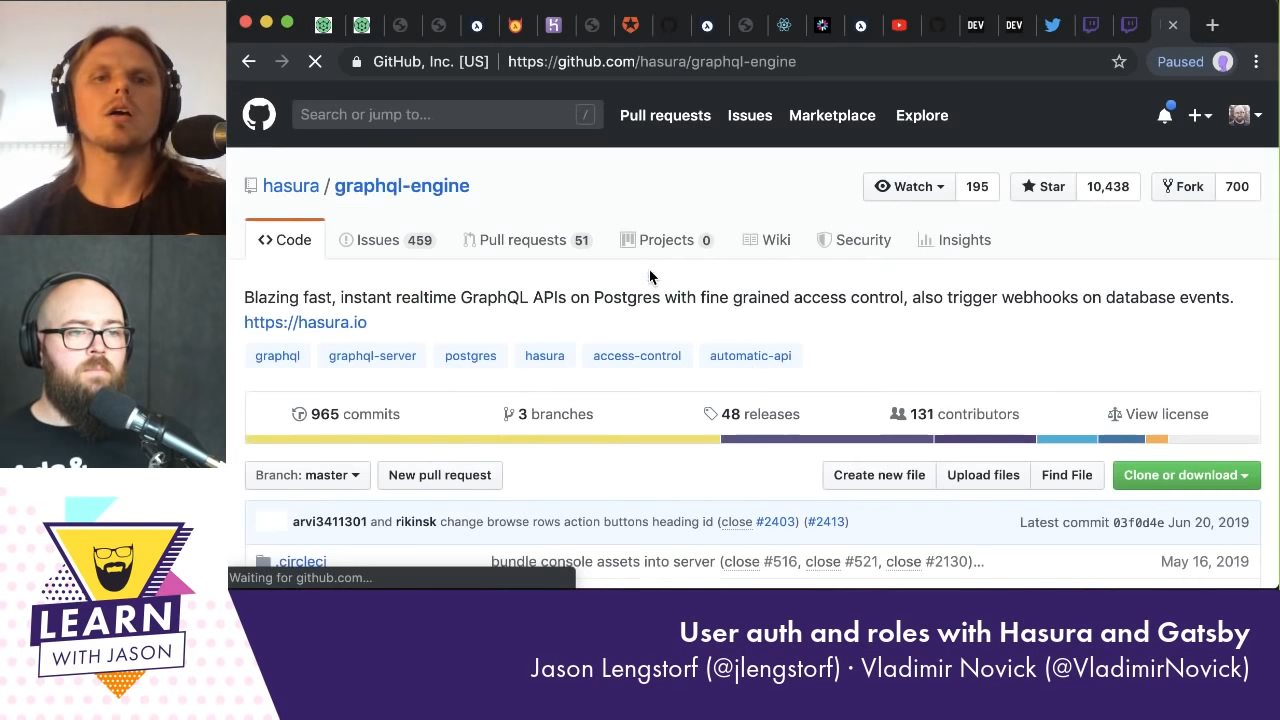 GitHub, Inc. [US] | https://github.com/hasura/graphql-engine
Paused
Search or jump to... /
Pull requests Issues Marketplace Explore
hasura / graphql-engine
Watch 195 Star 10,438 Fork 700
<> Code Issues 459 Pull requests 51 Projects 0 Wiki Security Insights
Blazing fast, instant realtime GraphQL APIs on Postgres with fine grained access control, also trigger webhooks on database events.
https://hasura.io
graphql graphql-server postgres hasura access-control automatic-api
965 commits 3 branches 48 releases 131 contributors View license
Branch: master New pull request Create new file Upload files Find File Clone or download
arvi3411301 and rikinsk change browse rows action buttons heading id (close #2403) (#2413) Latest commit 03f0d4e Jun 20, 2019
.circleci bundle console assets into server (close #516, close #521, close #2130)... May 16, 2019
Waiting for github.com...
DEV DEV
LEARN
WITH JASON
User auth and roles with Hasura and Gatsby
Jason Lengstorf (@jlengstorf) · Vladimir Novick (@VladimirNovick)